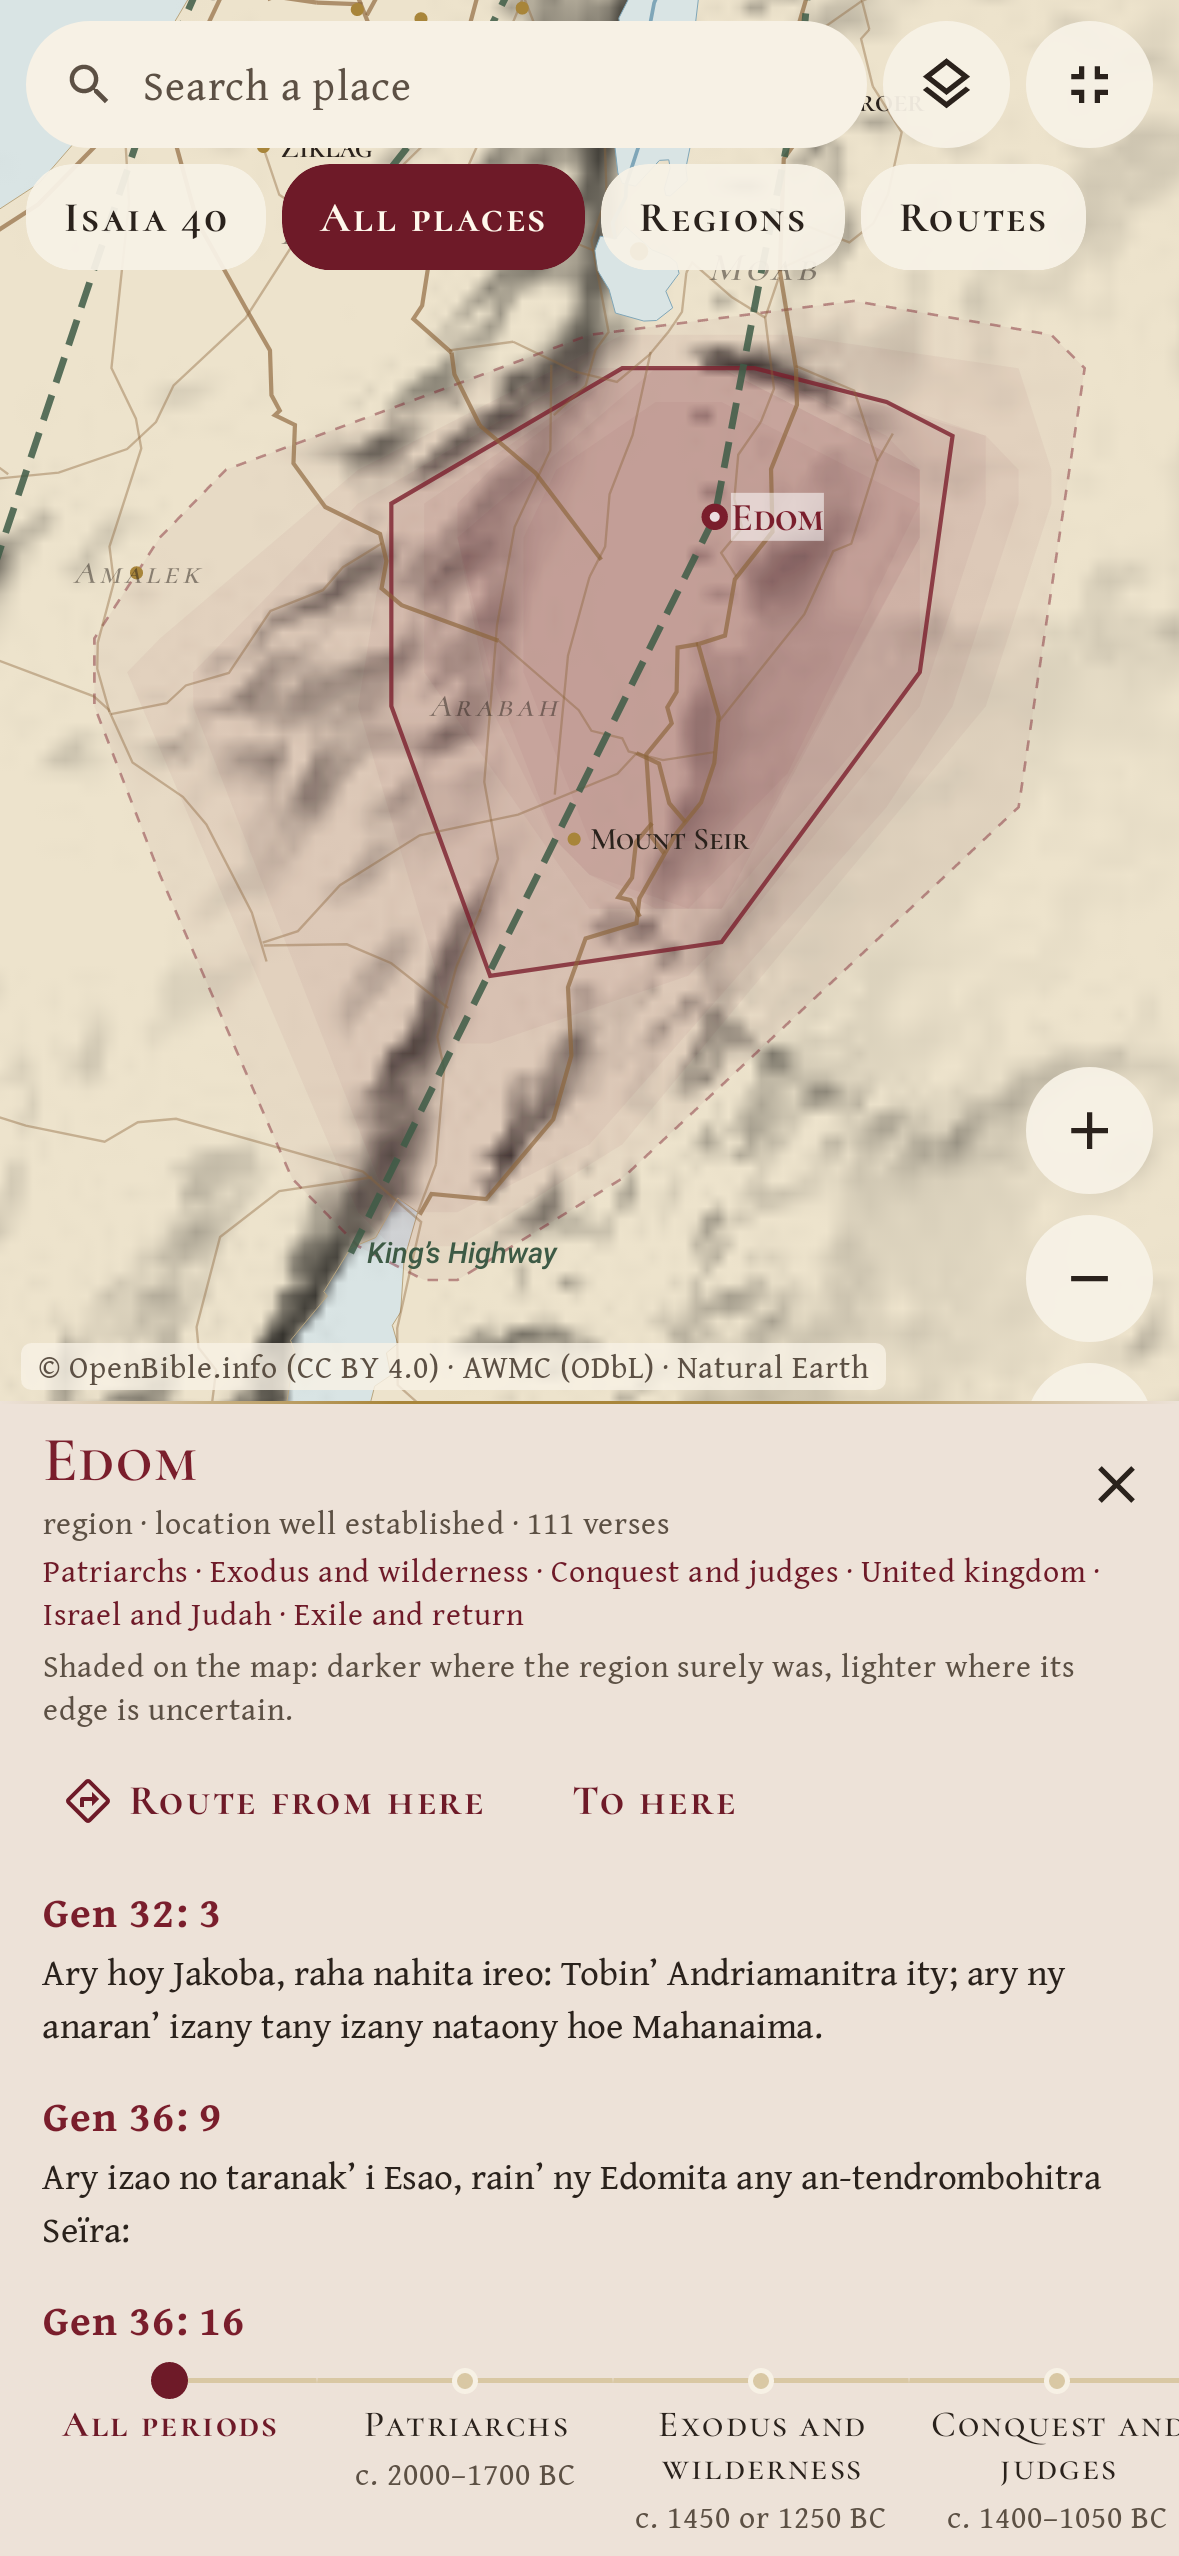 Search a place
ZIKLAG
ISAIA 40
ALL PLACES
REGIONS
ROUTES
MOAB
EDOM
AMALEK
ARABAH
MOUNT SEIR
King's Highway
© OpenBible.info (CC BY 4.0) · AWMC (ODbL) · Natural Earth
EDOM
region · location well established · 111 verses
Patriarchs · Exodus and wilderness · Conquest and judges · United kingdom ·
Israel and Judah · Exile and return
Shaded on the map: darker where the region surely was, lighter where its
edge is uncertain.
ROUTE FROM HERE
TO HERE
Gen 32: 3
Ary hoy Jakoba, raha nahita ireo: Tobin’ Andriamanitra ity; ary ny
anaran’ izany tany izany nataony hoe Mahanaima.
Gen 36: 9
Ary izao no taranak’ i Esao, rain’ ny Edomita any an-tendrombohitra
Seïra:
Gen 36: 16
ALL PERIODS
PATRIARCHS
c. 2000–1700 BC
EXODUS AND
WILDERNESS
c. 1450 or 1250 BC
CONQUEST AND
JUDGES
c. 1400–1050 BC